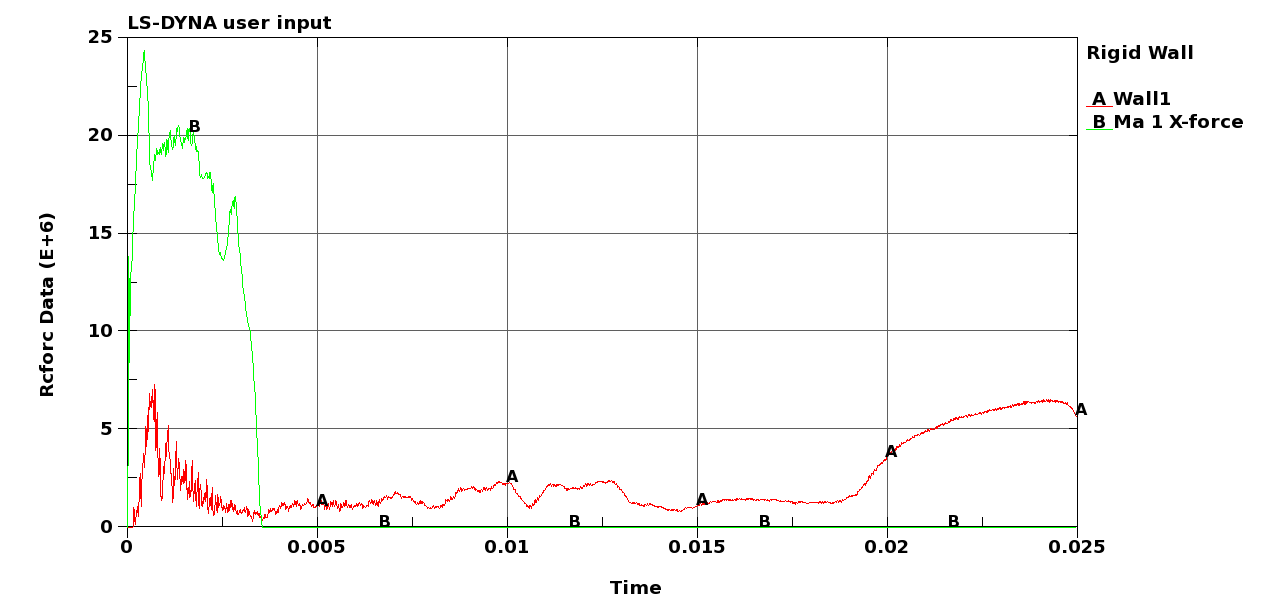 LS-DYNA user input
Rigid Wall
A Wall1
B Ma 1 X-force
Rcforc Data (E+6)
25
20
15
10
5
0
B
A
A
A
A
A
B
B
B
B
0
0.005
0.01
0.015
0.02
0.025
Time